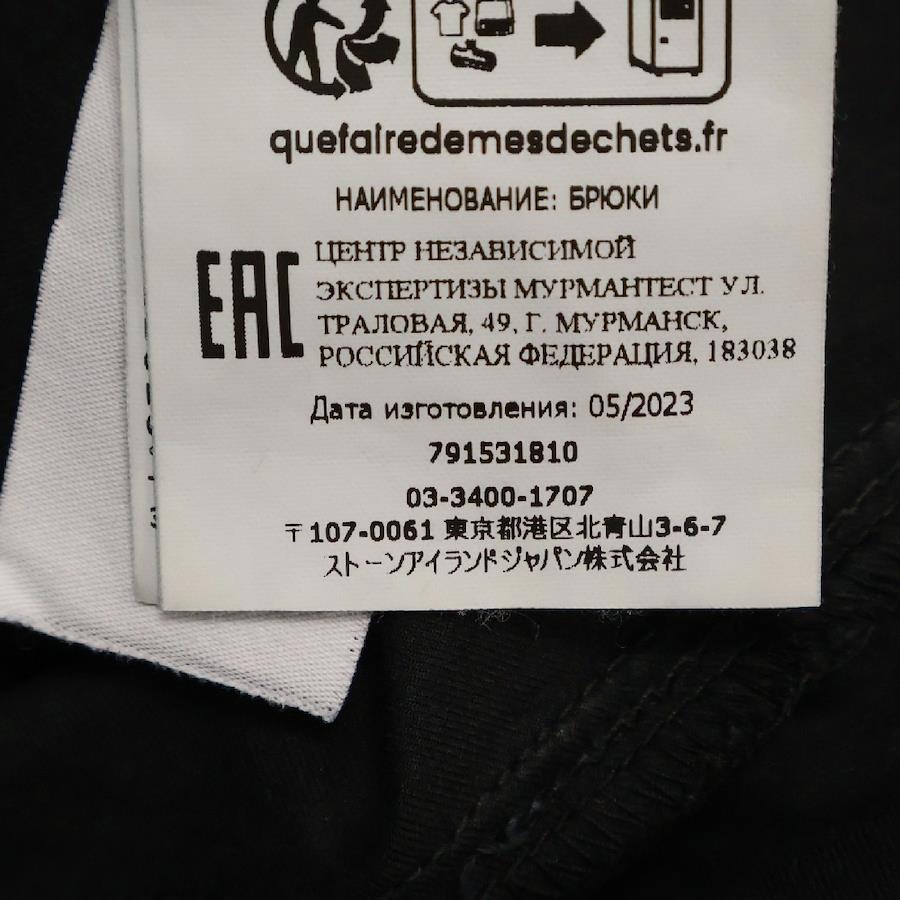 quefairedemesdechets.fr
НАИМЕНОВАНИЕ: БРЮКИ
EAC
ЦЕНТР НЕЗАВИСИМОЙ
ЭКСПЕРТИЗЫ МУРМАНТЕСТ УЛ.
ТРАЛОВАЯ, 49, Г. МУРМАНСК,
РОССИЙСКАЯ ФЕДЕРАЦИЯ, 183038
Дата изготовления: 05/2023
791531810
03-3400-1707
〒107-0061 東京都港区北青山3-6-7
ストーンアイランドジャパン株式会社